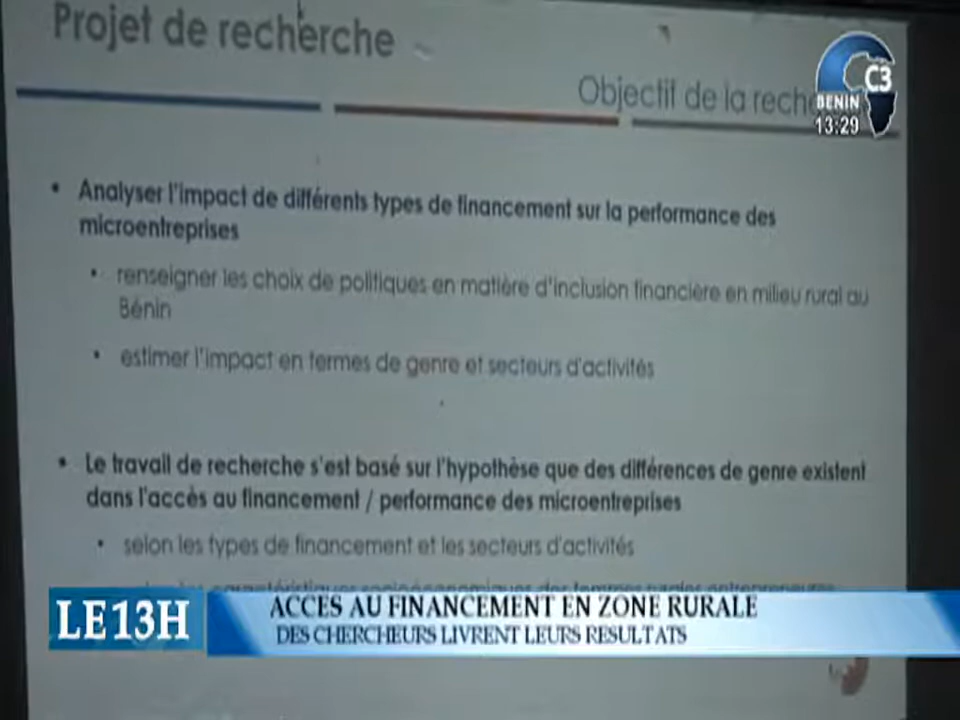 Projet de recherche
Objectif de la reche
C3
BENIN
13:29
• Analyser l'impact de différents types de financement sur la performance des
microentreprises
• renseigner les choix de politiques en matière d'inclusion financière en milieu rural au
Bénin
• estimer l'impact en termes de genre et secteurs d'activités
• Le travail de recherche s'est basé sur l'hypothèse que des différences de genre existent
dans l'accès au financement / performance des microentreprises
• selon les types de financement et les secteurs d'activités
LE13H
ACCES AU FINANCEMENT EN ZONE RURALE
DES CHERCHEURS LIVRENT LEURS RESULTATS